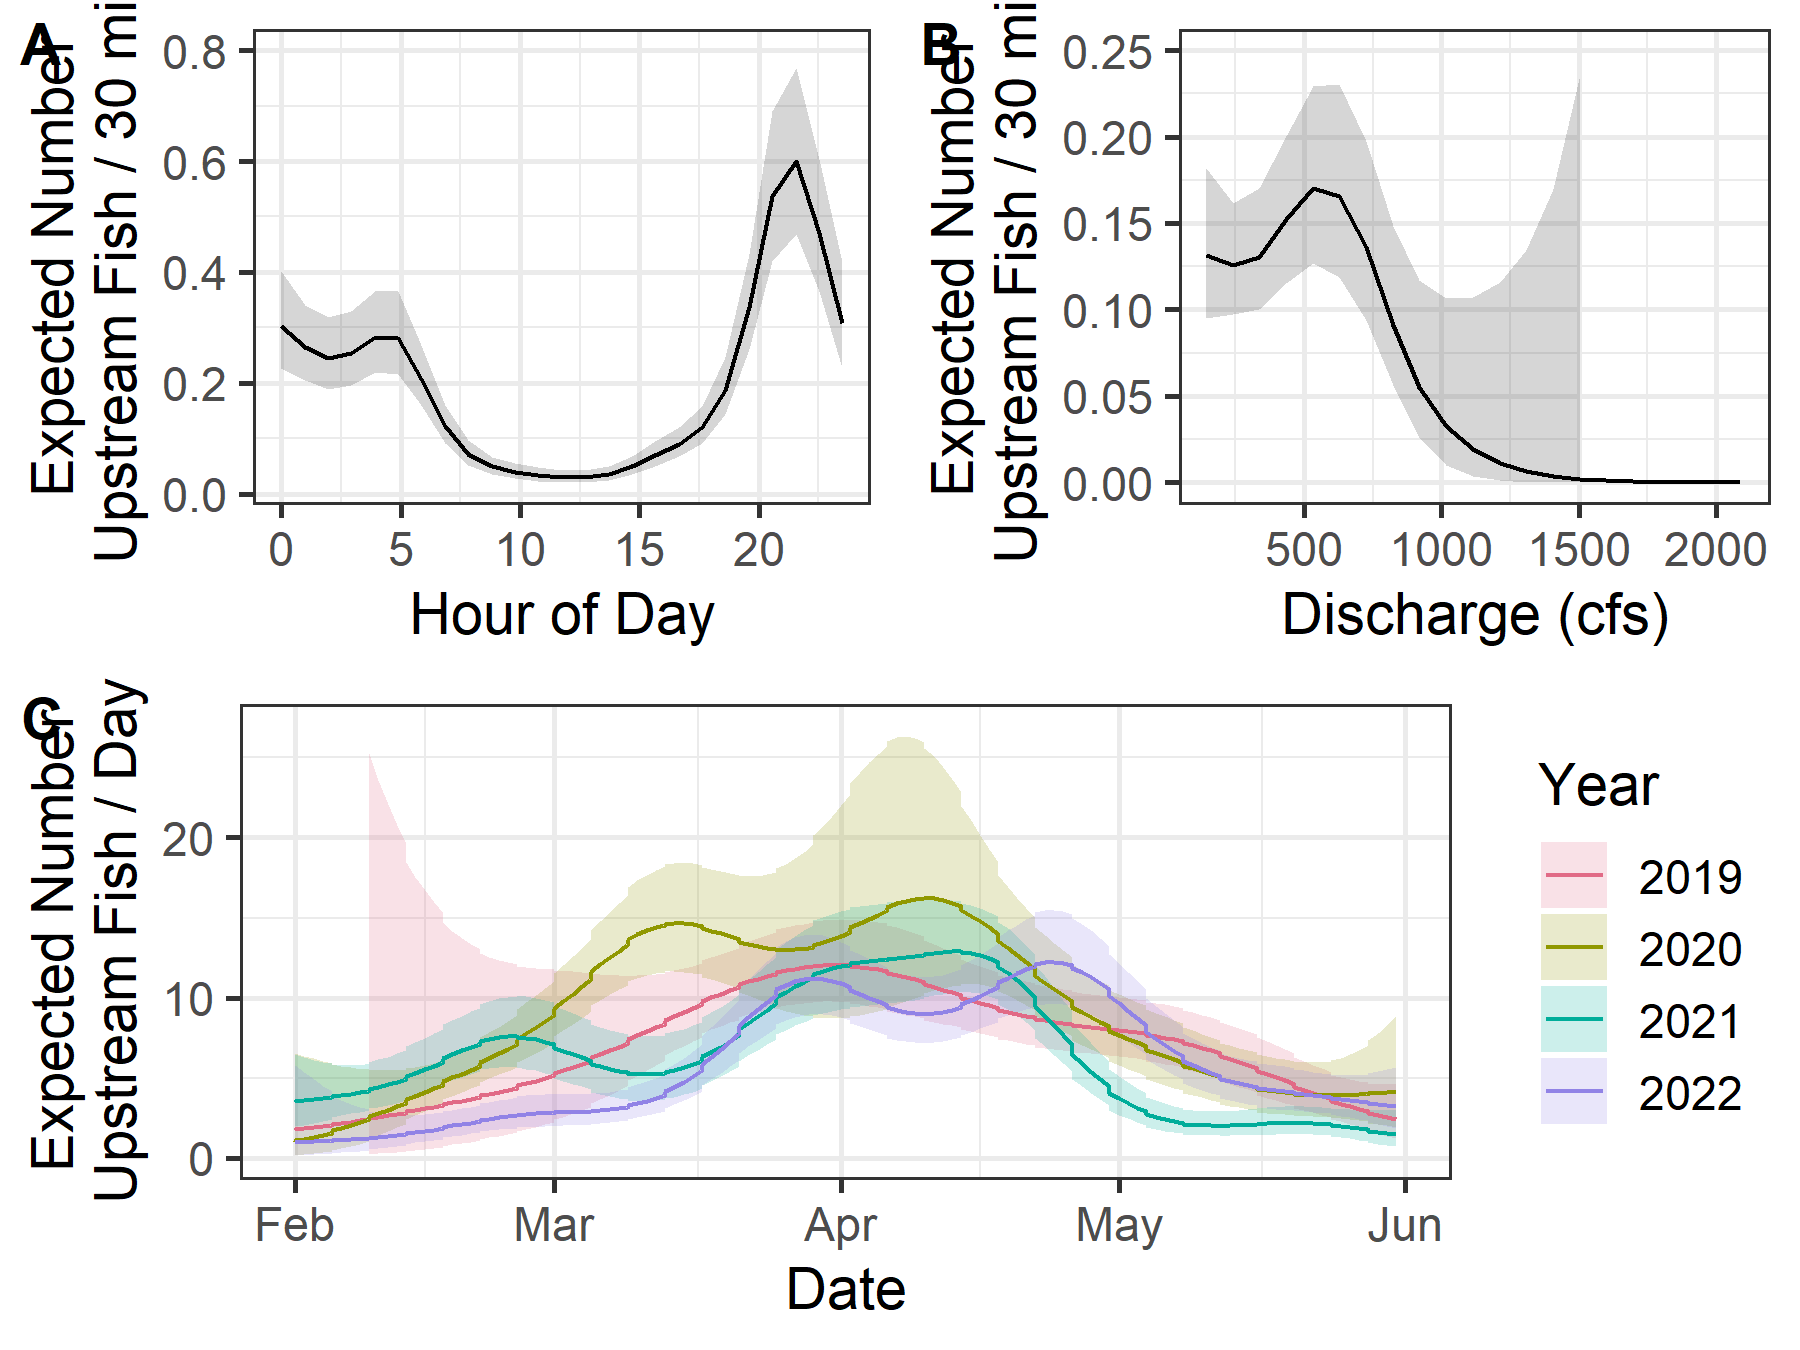 A
Expected Number
Upstream Fish / 30 mi
0.8
0.6
0.4
0.2
0.0
0 5 10 15 20
Hour of Day
B
Expected Number
Upstream Fish / 30 mi
0.25
0.20
0.15
0.10
0.05
0.00
500 1000 1500 2000
Discharge (cfs)
C
Expected Number
Upstream Fish / Day
20
10
0
Feb Mar Apr May Jun
Date
Year
2019
2020
2021
2022